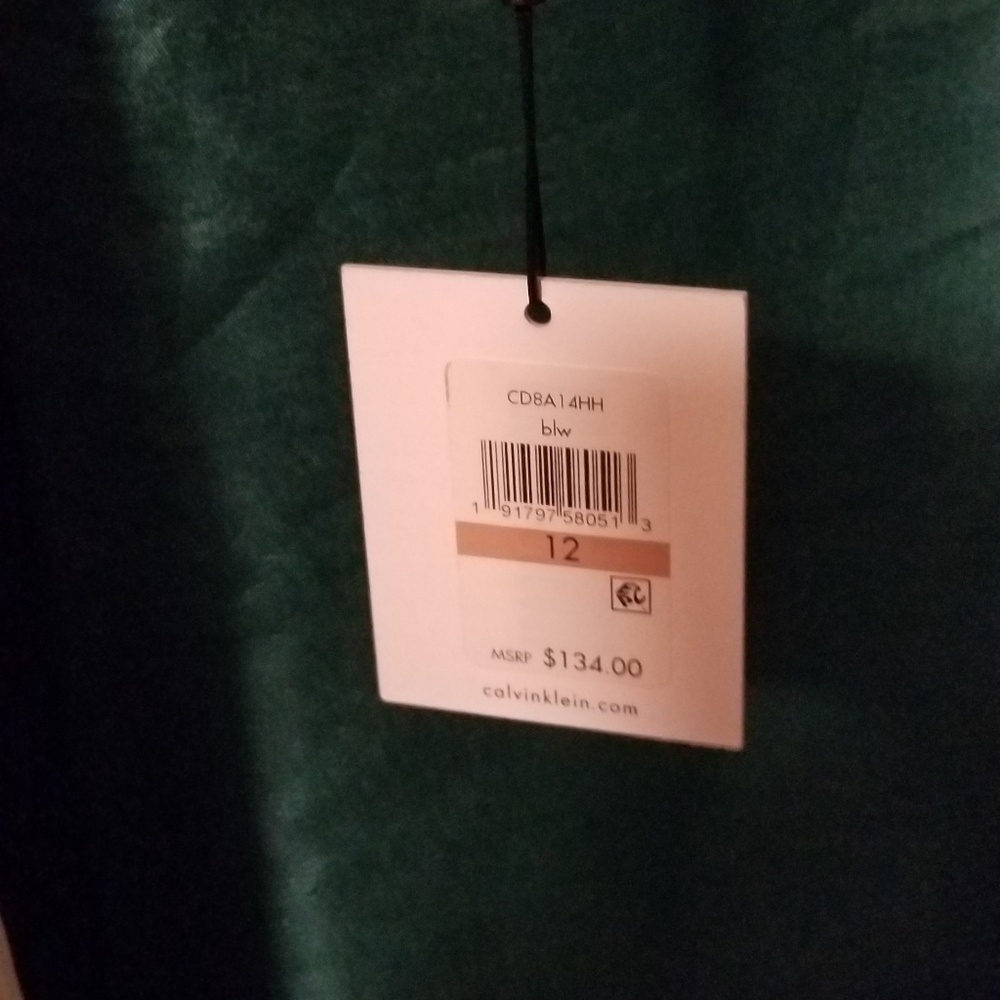 CD8A14HH
blw
1 91797 58051 3
12
MSRP $134.00
calvinklein.com